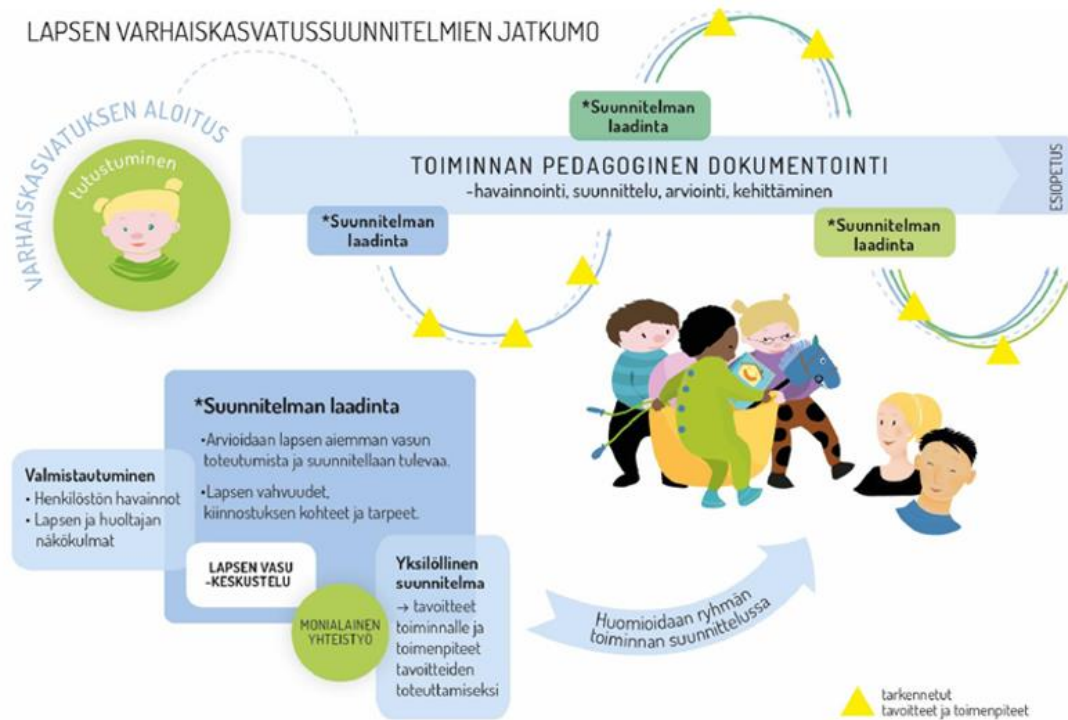 LAPSEN VARHAISKASVATUSSUUNNITELMIEN JATKUMO
VARHAISKASVATUKSEN ALOITUS
tutustuminen
*Suunnitelman
laadinta
TOIMINNAN PEDAGOGINEN DOKUMENTOINTI
-havainnointi, suunnittelu, arviointi, kehittäminen
ESIOPETUS
*Suunnitelman
laadinta
*Suunnitelman
laadinta
*Suunnitelman laadinta
•Arvioidaan lapsen aiemman vasun
toteutumista ja suunnitellaan tulevaa.
•Lapsen vahvuudet,
kiinnostuksen kohteet ja tarpeet.
Valmistautuminen
• Henkilöstön havainnot
• Lapsen ja huoltajan
näkökulmat
LAPSEN VASU
-KESKUSTELU
MONIALAINEN
YHTEISTYÖ
Yksilöllinen
suunnitelma
→ tavoitteet
toiminnalle ja
toimenpiteet
tavoitteiden
toteuttamiseksi
Huomioidaan ryhmän
toiminnan suunnittelussa
tarkennetut
tavoitteet ja toimenpiteet